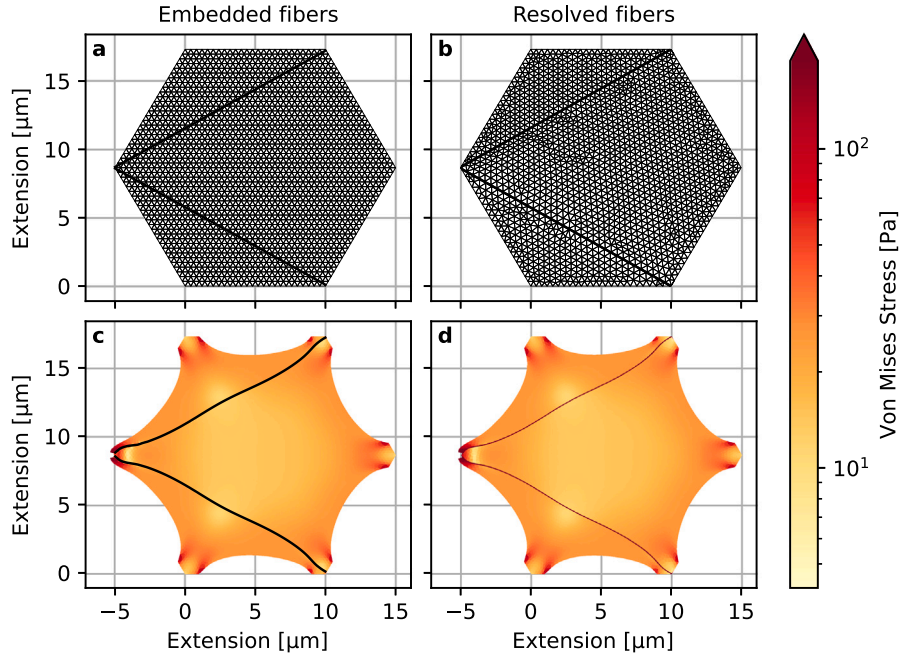 Embedded fibers Resolved fibers
a b
15
10
5
0
Extension [μm]
10²
10¹
Von Mises Stress [Pa]
c d
15
10
5
0
Extension [μm]
−5 0 5 10 15 −5 0 5 10 15
Extension [μm] Extension [μm]